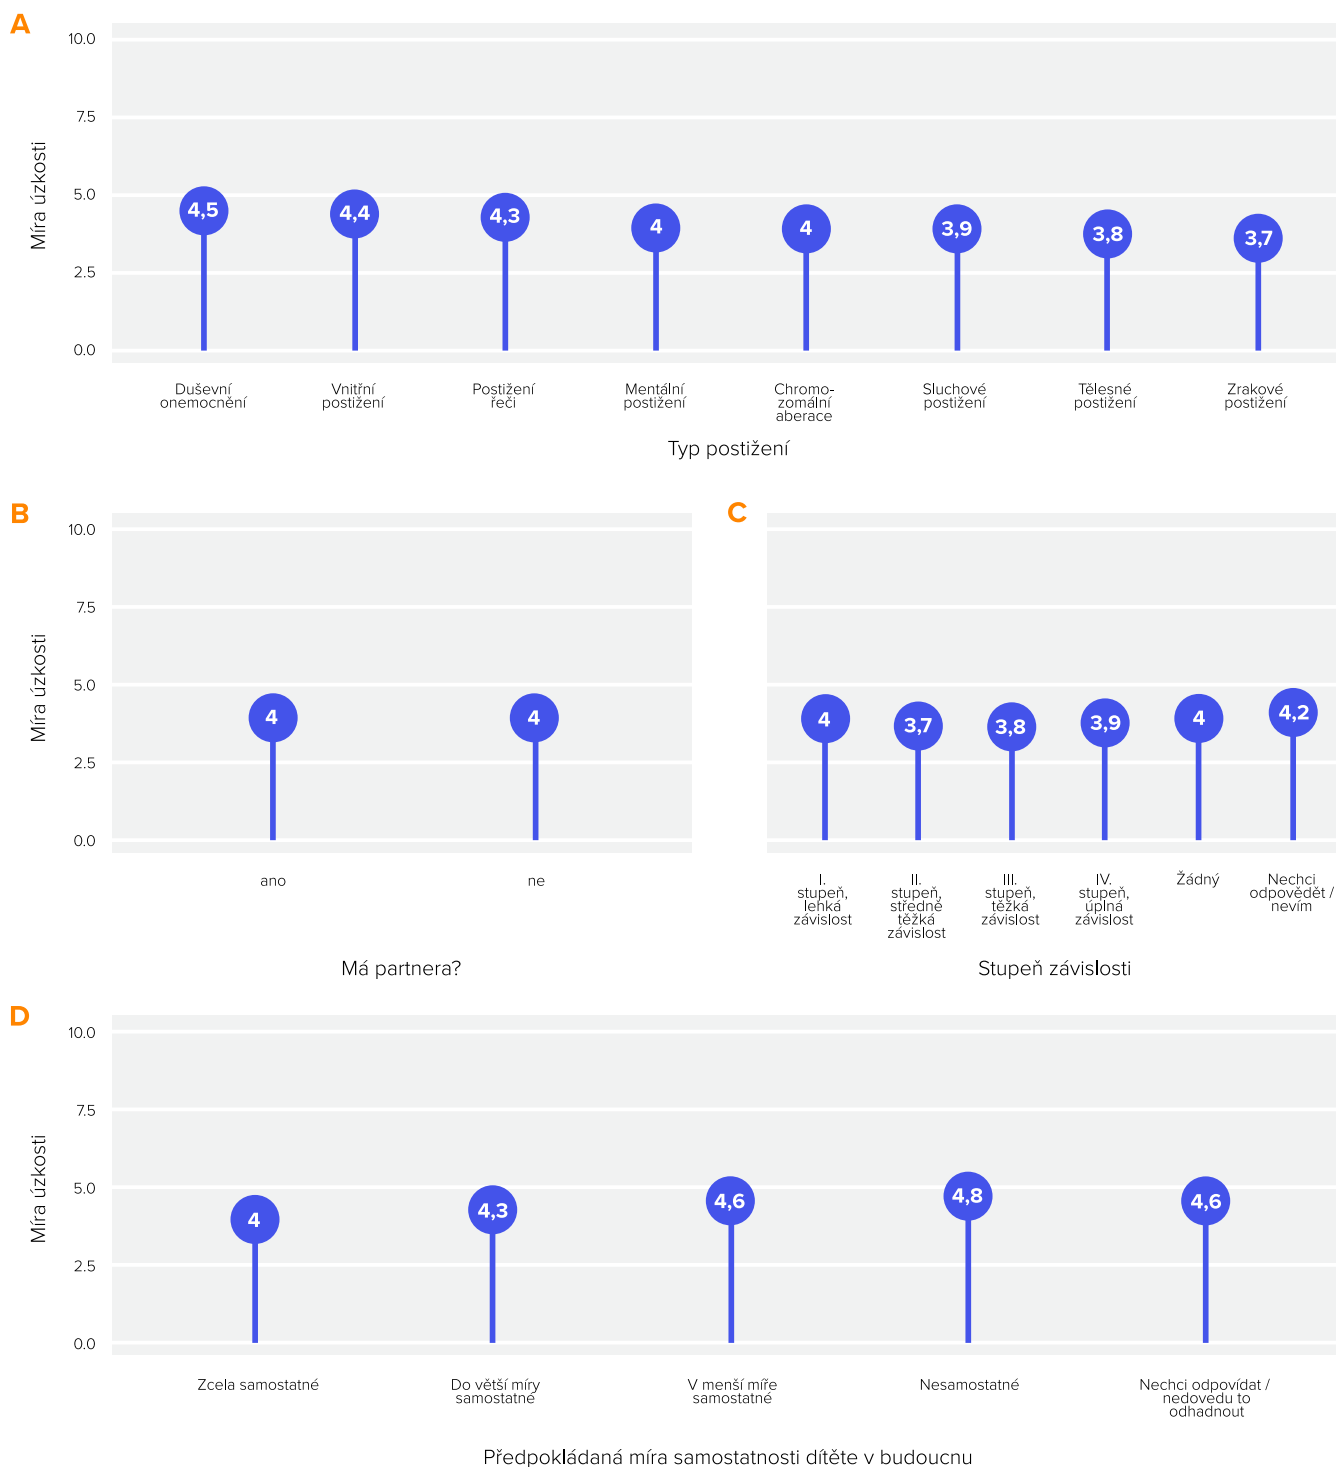 A
10.0
7.5
5.0
2.5
0.0
Míra úzkosti
4,5
4,4
4,3
4
4
3,9
3,8
3,7
Duševní
onemocnění
Vnitřní
postižení
Postižení
řeči
Mentální
postižení
Chromo-
zomální
aberace
Sluchové
postižení
Tělesné
postižení
Zrakové
postižení
Typ postižení
B
10.0
7.5
5.0
2.5
0.0
Míra úzkosti
4
4
ano
ne
Má partnera?
C
4
3,7
3,8
3,9
4
4,2
I.
stupeň,
lehká
závislost
II.
stupeň,
středně
těžká
závislost
III.
stupeň,
těžká
závislost
IV.
stupeň,
úplná
závislost
Žádný
Nechci
odpovědět /
nevím
Stupeň závislosti
D
10.0
7.5
5.0
2.5
0.0
Míra úzkosti
4
4,3
4,6
4,8
4,6
Zcela samostatné
Do větší míry
samostatné
V menší míře
samostatné
Nesamostatné
Nechci odpovídat /
nedovedu to
odhadnout
Předpokládaná míra samostatnosti dítěte v budoucnu